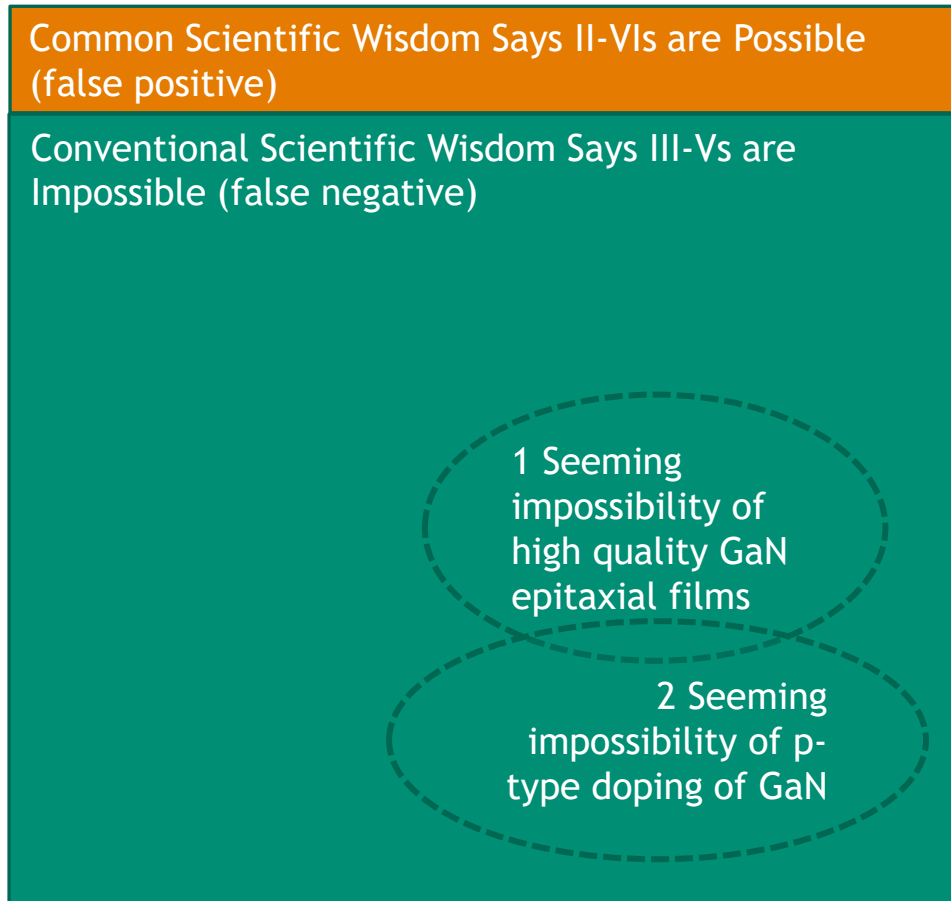 Common Scientific Wisdom Says II-VIs are Possible
(false positive)
Conventional Scientific Wisdom Says III-Vs are
Impossible (false negative)
1 Seeming
impossibility of
high quality GaN
epitaxial films
2 Seeming
impossibility of p-
type doping of GaN